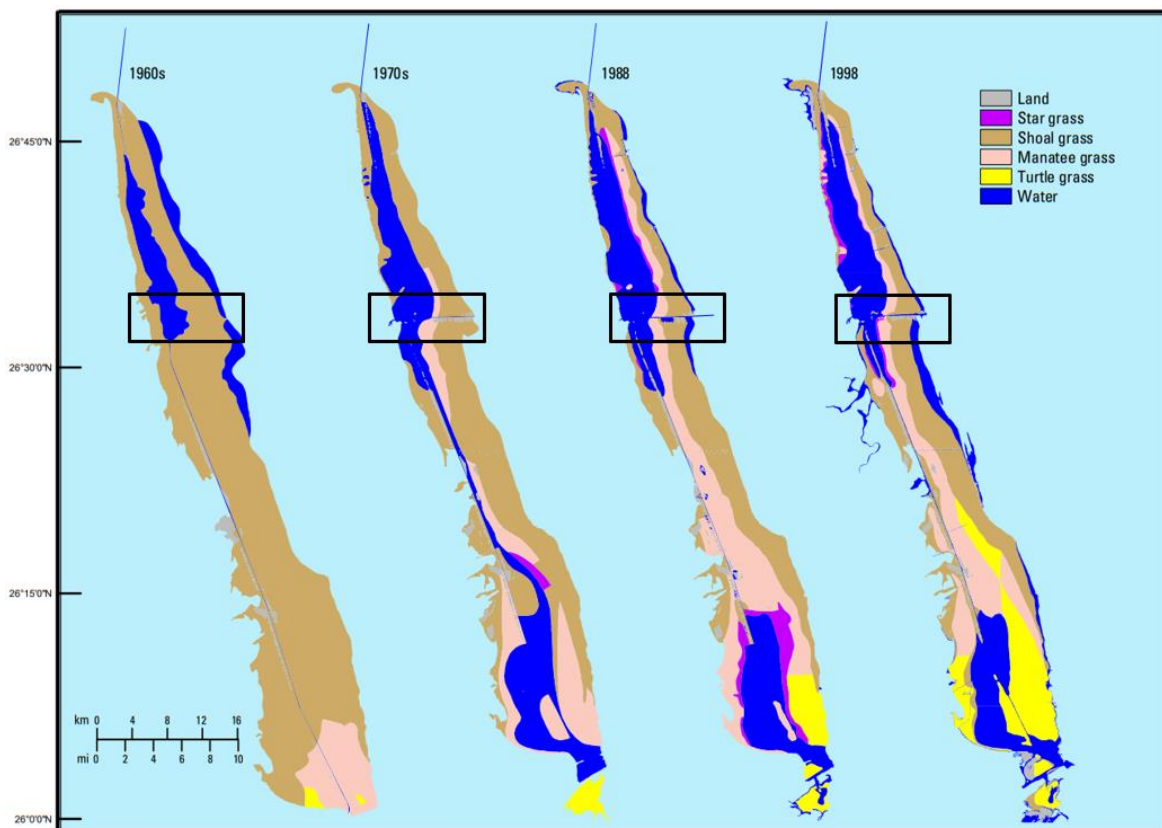 1960s
1970s
1988
1998
Land
Star grass
Shoal grass
Manatee grass
Turtle grass
Water
26°45'0"N
26°30'0"N
26°15'0"N
26°0'0"N
km 0 4 8 12 16
mi 0 2 4 6 8 10